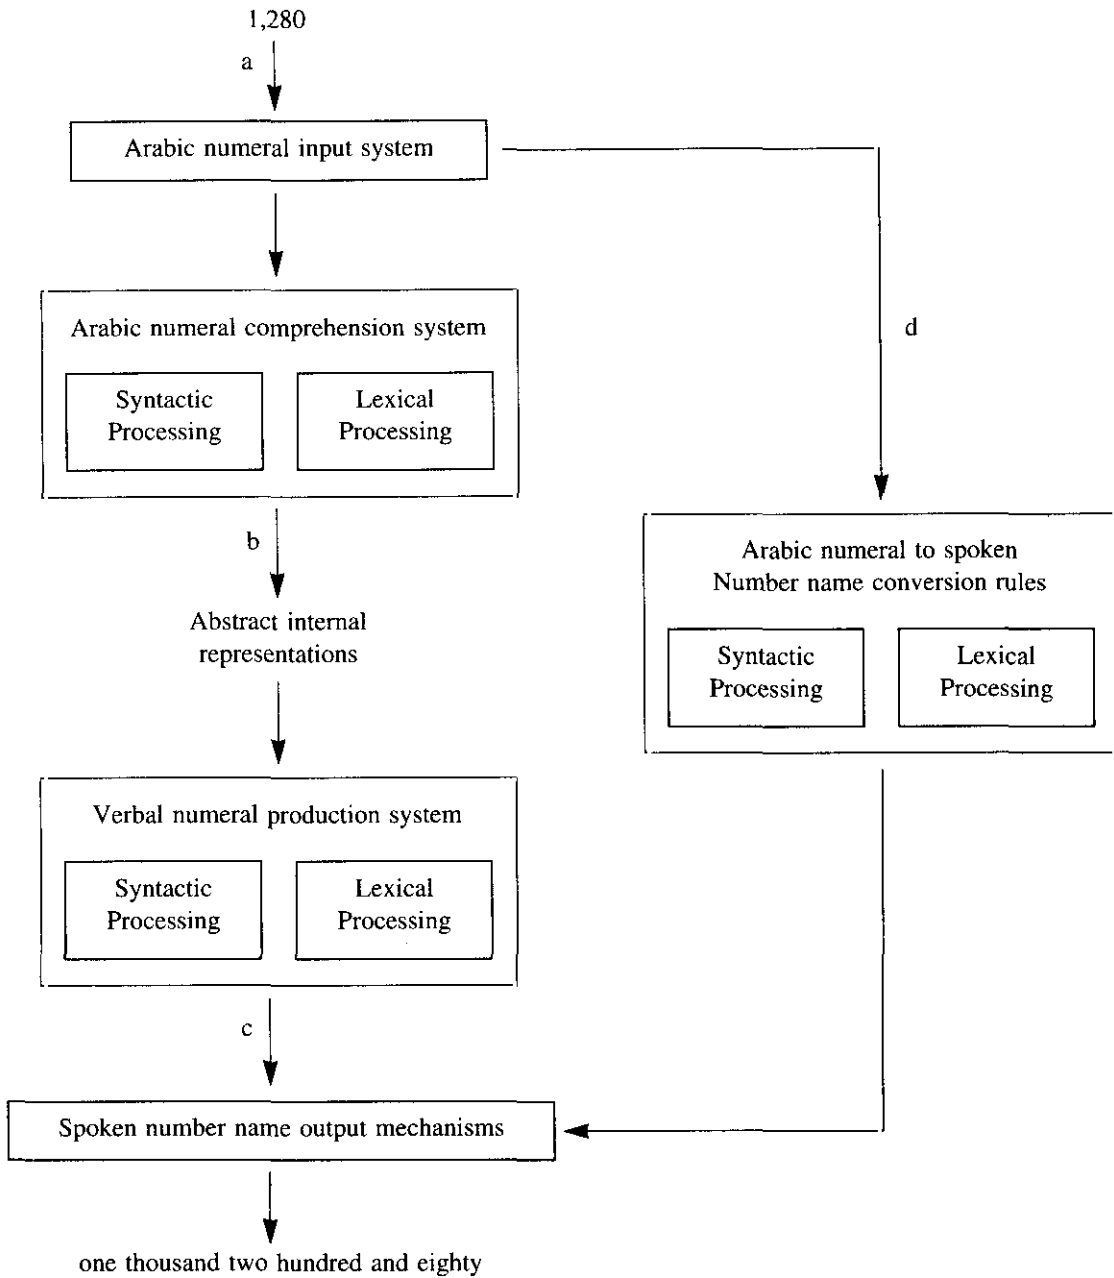 1,280
a
Arabic numeral input system
Arabic numeral comprehension system
Syntactic
Processing
Lexical
Processing
b
Abstract internal
representations
Verbal numeral production system
Syntactic
Processing
Lexical
Processing
c
d
Arabic numeral to spoken
Number name conversion rules
Syntactic
Processing
Lexical
Processing
Spoken number name output mechanisms
one thousand two hundred and eighty